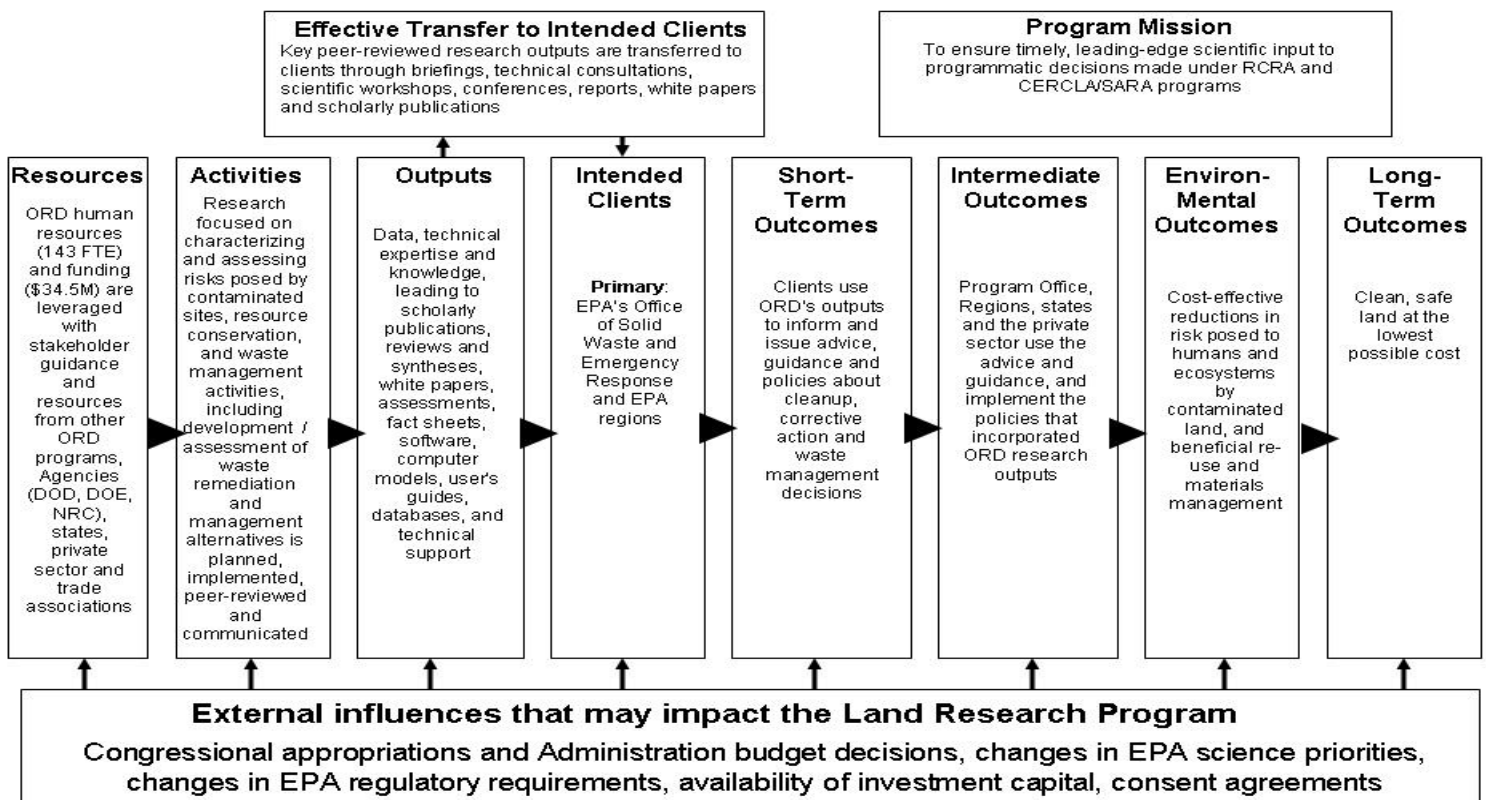 Effective Transfer to Intended Clients
Key peer-reviewed research outputs are transferred to
clients through briefings, technical consultations,
scientific workshops, conferences, reports, white papers
and scholarly publications
Program Mission
To ensure timely, leading-edge scientific input to
programmatic decisions made under RCRA and
CERCLA/SARA programs
Resources
ORD human
resources
(143 FTE)
and funding
($34.5M) are
leveraged
with
stakeholder
guidance
and
resources
from other
ORD
programs,
Agencies
(DOD, DOE,
NRC),
states,
private
sector and
trade
associations
Activities
Research
focused on
characterizing
and assessing
risks posed by
contaminated
sites, resource
conservation,
and waste
management
activities,
including
development /
assessment of
waste
remediation
and
management
alternatives is
planned,
implemented,
peer-reviewed
and
communicated
Outputs
Data, technical
expertise and
knowledge,
leading to
scholarly
publications,
reviews and
syntheses,
white papers,
assessments,
fact sheets,
software,
computer
models, user's
guides,
databases, and
technical
support
Intended
Clients
Primary:
EPA's Office
of Solid
Waste and
Emergency
Response
and EPA
regions
Short-
Term
Outcomes
Clients use
ORD's outputs
to inform and
issue advice,
guidance and
policies about
cleanup,
corrective
action and
waste
management
decisions
Intermediate
Outcomes
Program Office,
Regions, states
and the private
sector use the
advice and
guidance, and
implement the
policies that
incorporated
ORD research
outputs
Environ-
Mental
Outcomes
Cost-effective
reductions in
risk posed to
humans and
ecosystems
by
contaminated
land, and
beneficial re-
use and
materials
management
Long-
Term
Outcomes
Clean, safe
land at the
lowest
possible cost
External influences that may impact the Land Research Program
Congressional appropriations and Administration budget decisions, changes in EPA science priorities,
changes in EPA regulatory requirements, availability of investment capital, consent agreements